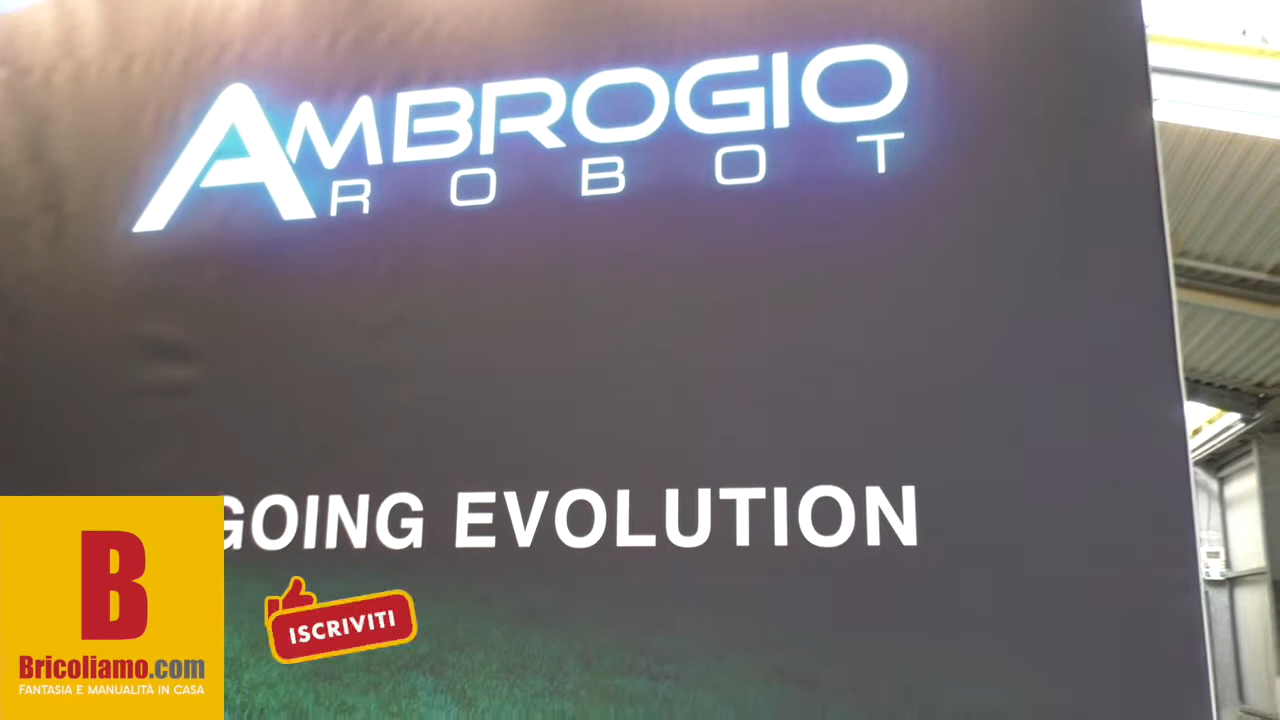 AMBROGIO
ROBOT
GOING EVOLUTION
ISCRIVITI
B
Bricoliamo.com
FANTASIA E MANUALITÀ IN CASA